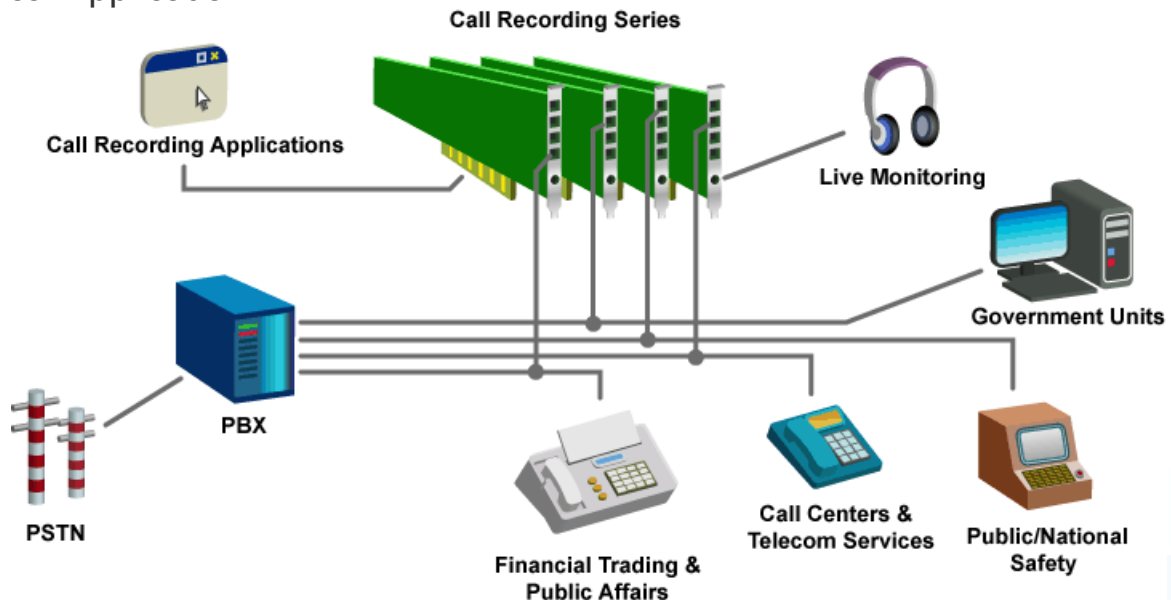 Call Recording Series
Call Recording Applications
Live Monitoring
Government Units
PBX
PSTN
Financial Trading &
Public Affairs
Call Centers &
Telecom Services
Public/National
Safety